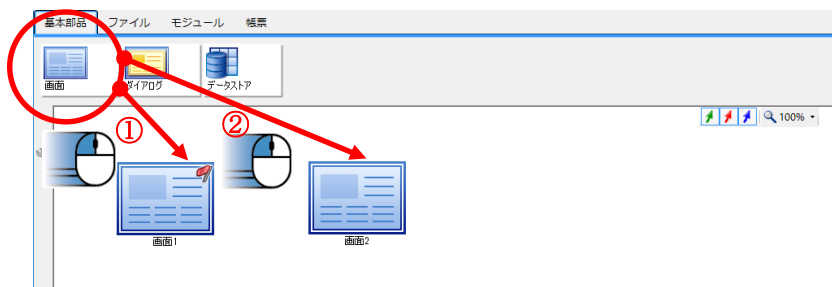 基本部品 ファイル モジュール 帳票
画面 ダイアログ データストア
100%
① ②
画面1 画面2